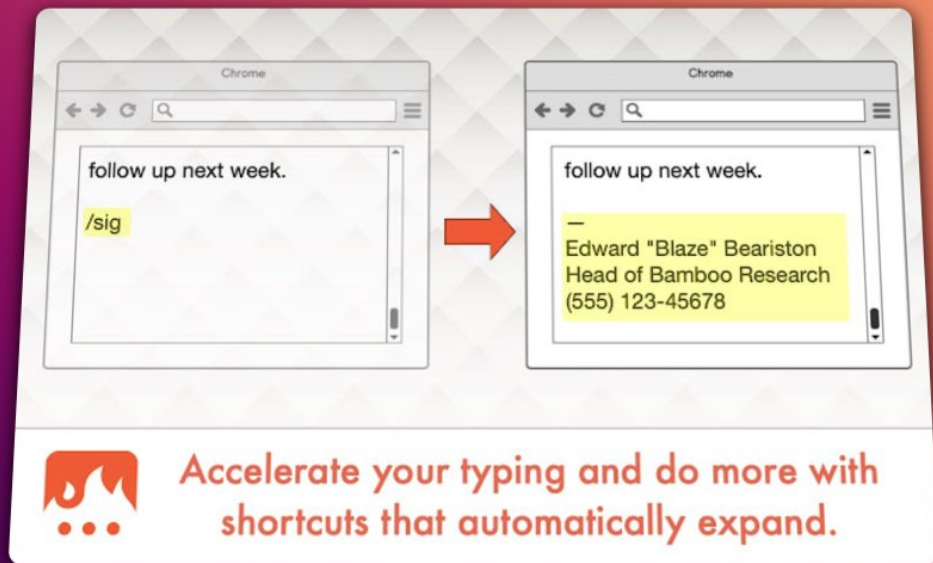 Chrome
follow up next week.
/sig
Chrome
follow up next week.
—
Edward "Blaze" Beariston
Head of Bamboo Research
(555) 123-45678
Accelerate your typing and do more with
shortcuts that automatically expand.